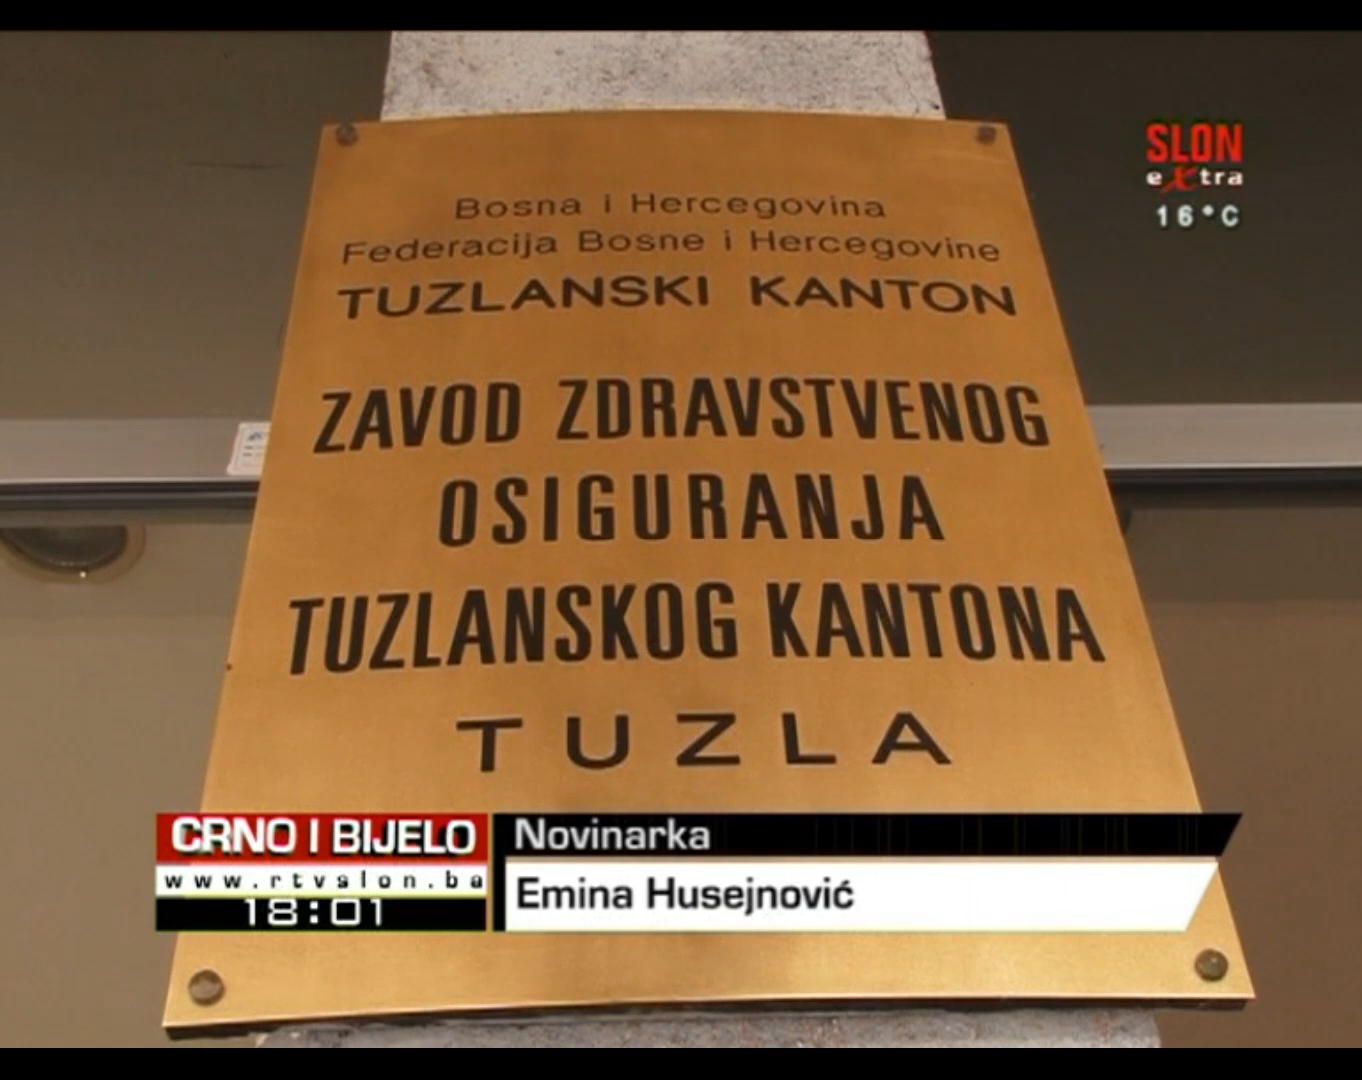 SLON
extra
16°C
Bosna i Hercegovina
Federacija Bosne i Hercegovine
TUZLANSKI KANTON
ZAVOD ZDRAVSTVENOG
OSIGURANJA
TUZLANSKOG KANTONA
TUZLA
CRNO I BIJELO
www.rtvslon.ba
18:01
Novinarka
Emina Husejnović